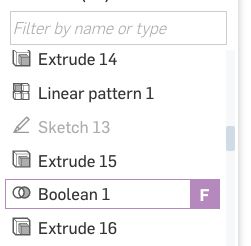 Filter by name or type
Extrude 14
Linear pattern 1
Sketch 13
Extrude 15
Boolean 1 F
Extrude 16